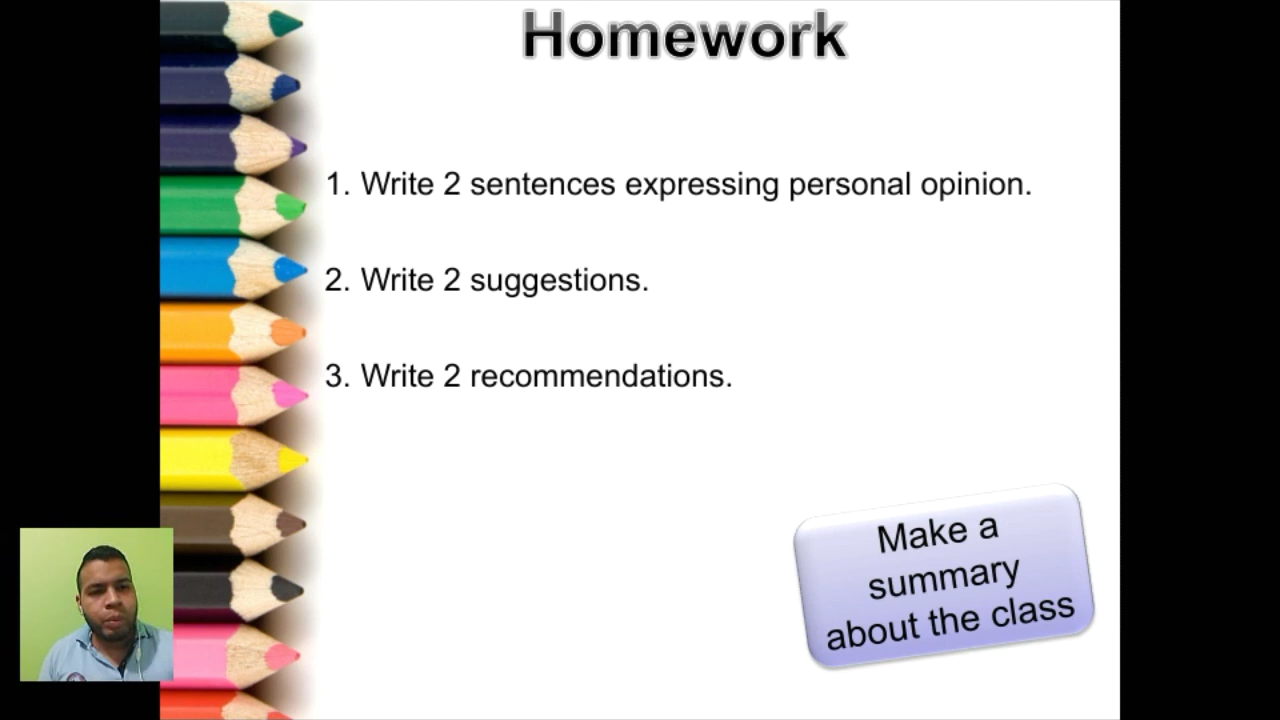 Homework
1. Write 2 sentences expressing personal opinion.
2. Write 2 suggestions.
3. Write 2 recommendations.
Make a
summary
about the class